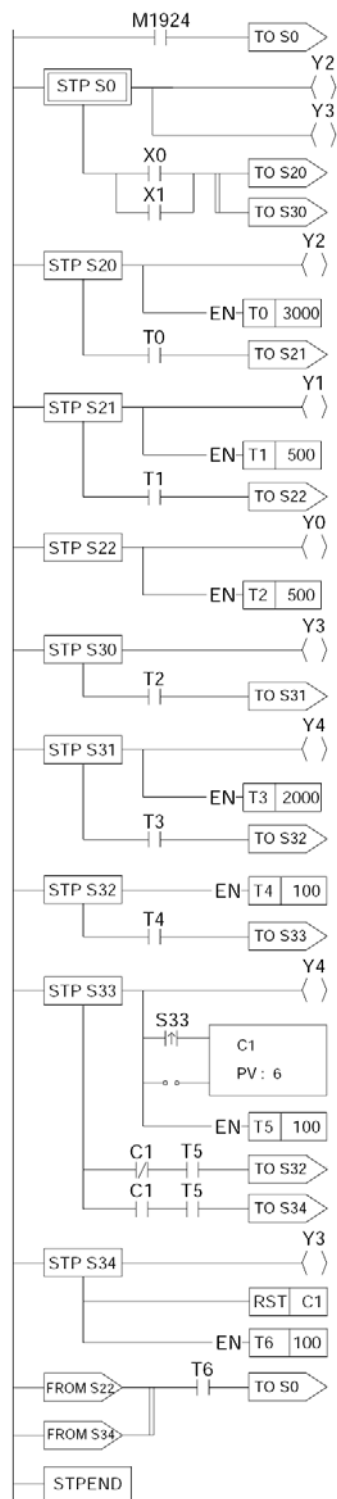 M1924
TO S0
STP S0
Y2
Y3
X0
TO S20
X1
TO S30
STP S20
Y2
EN T0 3000
T0
TO S21
STP S21
Y1
EN T1 500
T1
TO S22
STP S22
Y0
EN T2 500
STP S30
Y3
T2
TO S31
STP S31
Y4
EN T3 2000
T3
TO S32
STP S32
EN T4 100
T4
TO S33
STP S33
Y4
S33
C1
PV : 6
EN T5 100
C1 T5
TO S32
C1 T5
TO S34
STP S34
Y3
RST C1
EN T6 100
FROM S22
T6
TO S0
FROM S34
STPEND